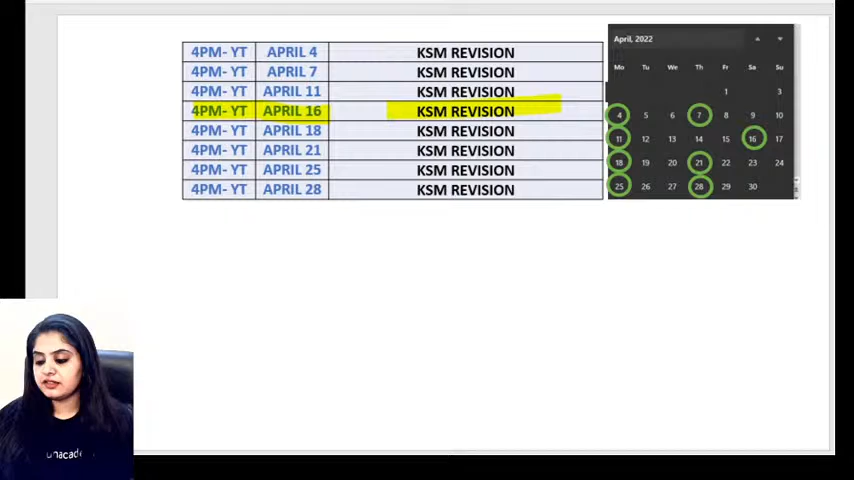 4PM- YT APRIL 4 KSM REVISION
4PM- YT APRIL 7 KSM REVISION
4PM- YT APRIL 11 KSM REVISION
4PM- YT APRIL 16 KSM REVISION
4PM- YT APRIL 18 KSM REVISION
4PM- YT APRIL 21 KSM REVISION
4PM- YT APRIL 25 KSM REVISION
4PM- YT APRIL 28 KSM REVISION
April, 2022
Mo Tu We Th Fr Sa Su
1 3
4 5 6 7 8 9 10
11 12 13 14 15 16 17
18 19 20 21 22 23 24
25 26 27 28 29 30
unacade